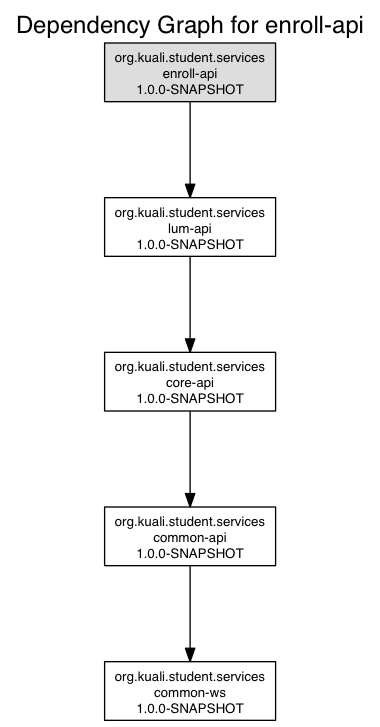 Dependency Graph for enroll-api
org.kuali.student.services
enroll-api
1.0.0-SNAPSHOT
org.kuali.student.services
lum-api
1.0.0-SNAPSHOT
org.kuali.student.services
core-api
1.0.0-SNAPSHOT
org.kuali.student.services
common-api
1.0.0-SNAPSHOT
org.kuali.student.services
common-ws
1.0.0-SNAPSHOT